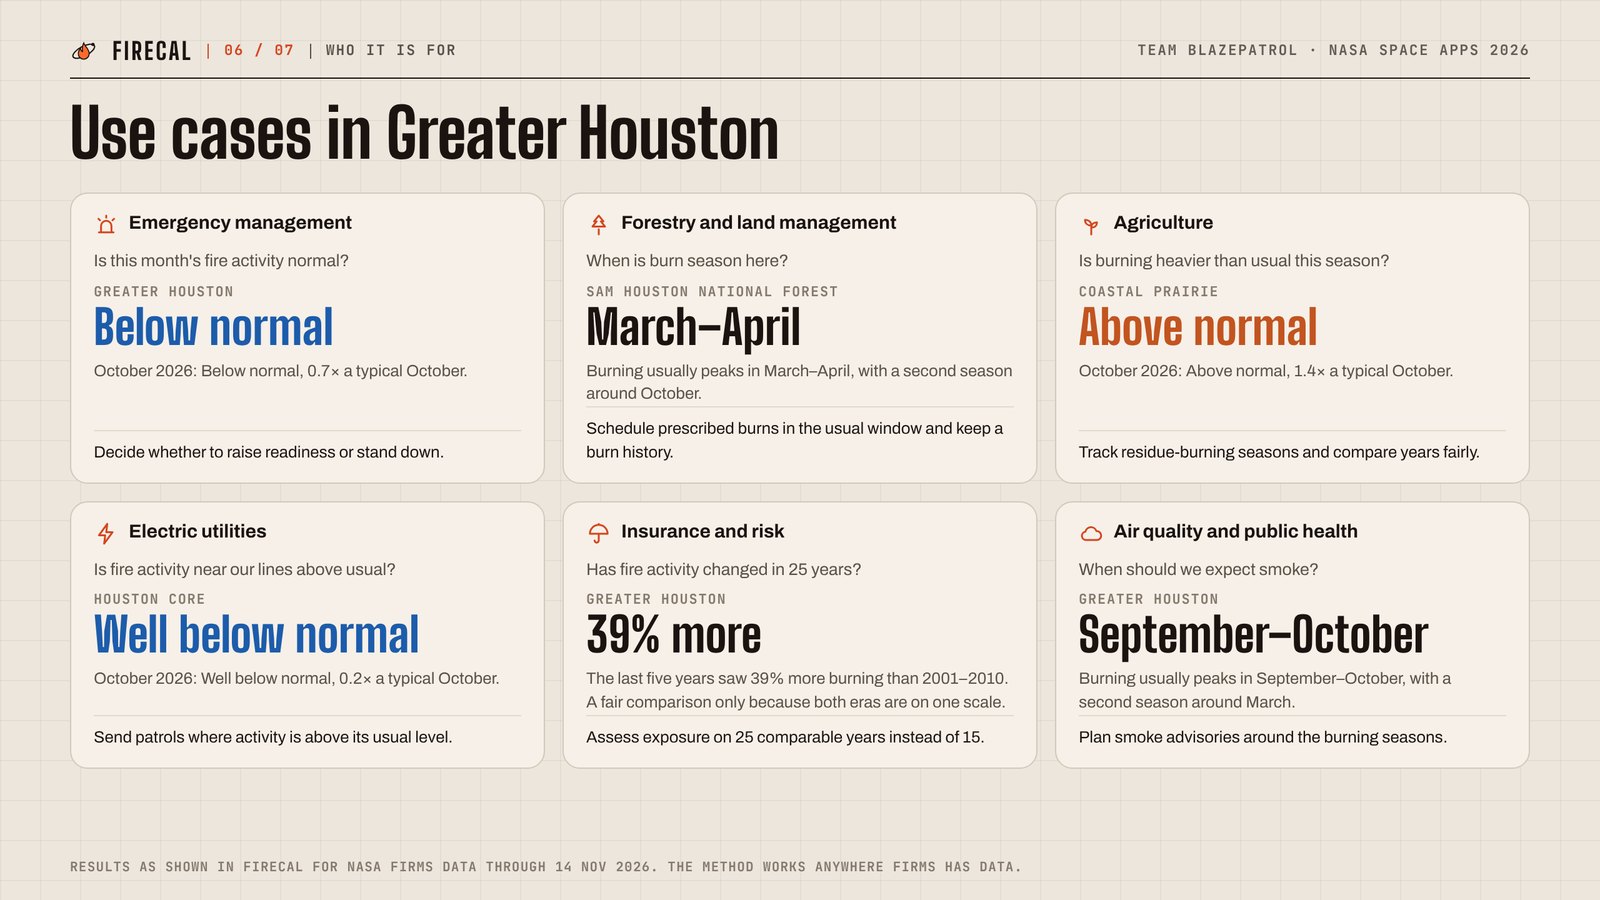 FIRECAL | 06 / 07 | WHO IT IS FOR
TEAM BLAZEPATROL · NASA SPACE APPS 2026
Use cases in Greater Houston
Emergency management
Is this month's fire activity normal?
GREATER HOUSTON
Below normal
October 2026: Below normal, 0.7× a typical October.
Decide whether to raise readiness or stand down.
Forestry and land management
When is burn season here?
SAM HOUSTON NATIONAL FOREST
March–April
Burning usually peaks in March–April, with a second season
around October.
Schedule prescribed burns in the usual window and keep a
burn history.
Agriculture
Is burning heavier than usual this season?
COASTAL PRAIRIE
Above normal
October 2026: Above normal, 1.4× a typical October.
Track residue-burning seasons and compare years fairly.
Electric utilities
Is fire activity near our lines above usual?
HOUSTON CORE
Well below normal
October 2026: Well below normal, 0.2× a typical October.
Send patrols where activity is above its usual level.
Insurance and risk
Has fire activity changed in 25 years?
GREATER HOUSTON
39% more
The last five years saw 39% more burning than 2001–2010.
A fair comparison only because both eras are on one scale.
Assess exposure on 25 comparable years instead of 15.
Air quality and public health
When should we expect smoke?
GREATER HOUSTON
September–October
Burning usually peaks in September–October, with a
second season around March.
Plan smoke advisories around the burning seasons.
RESULTS AS SHOWN IN FIRECAL FOR NASA FIRMS DATA THROUGH 14 NOV 2026. THE METHOD WORKS ANYWHERE FIRMS HAS DATA.